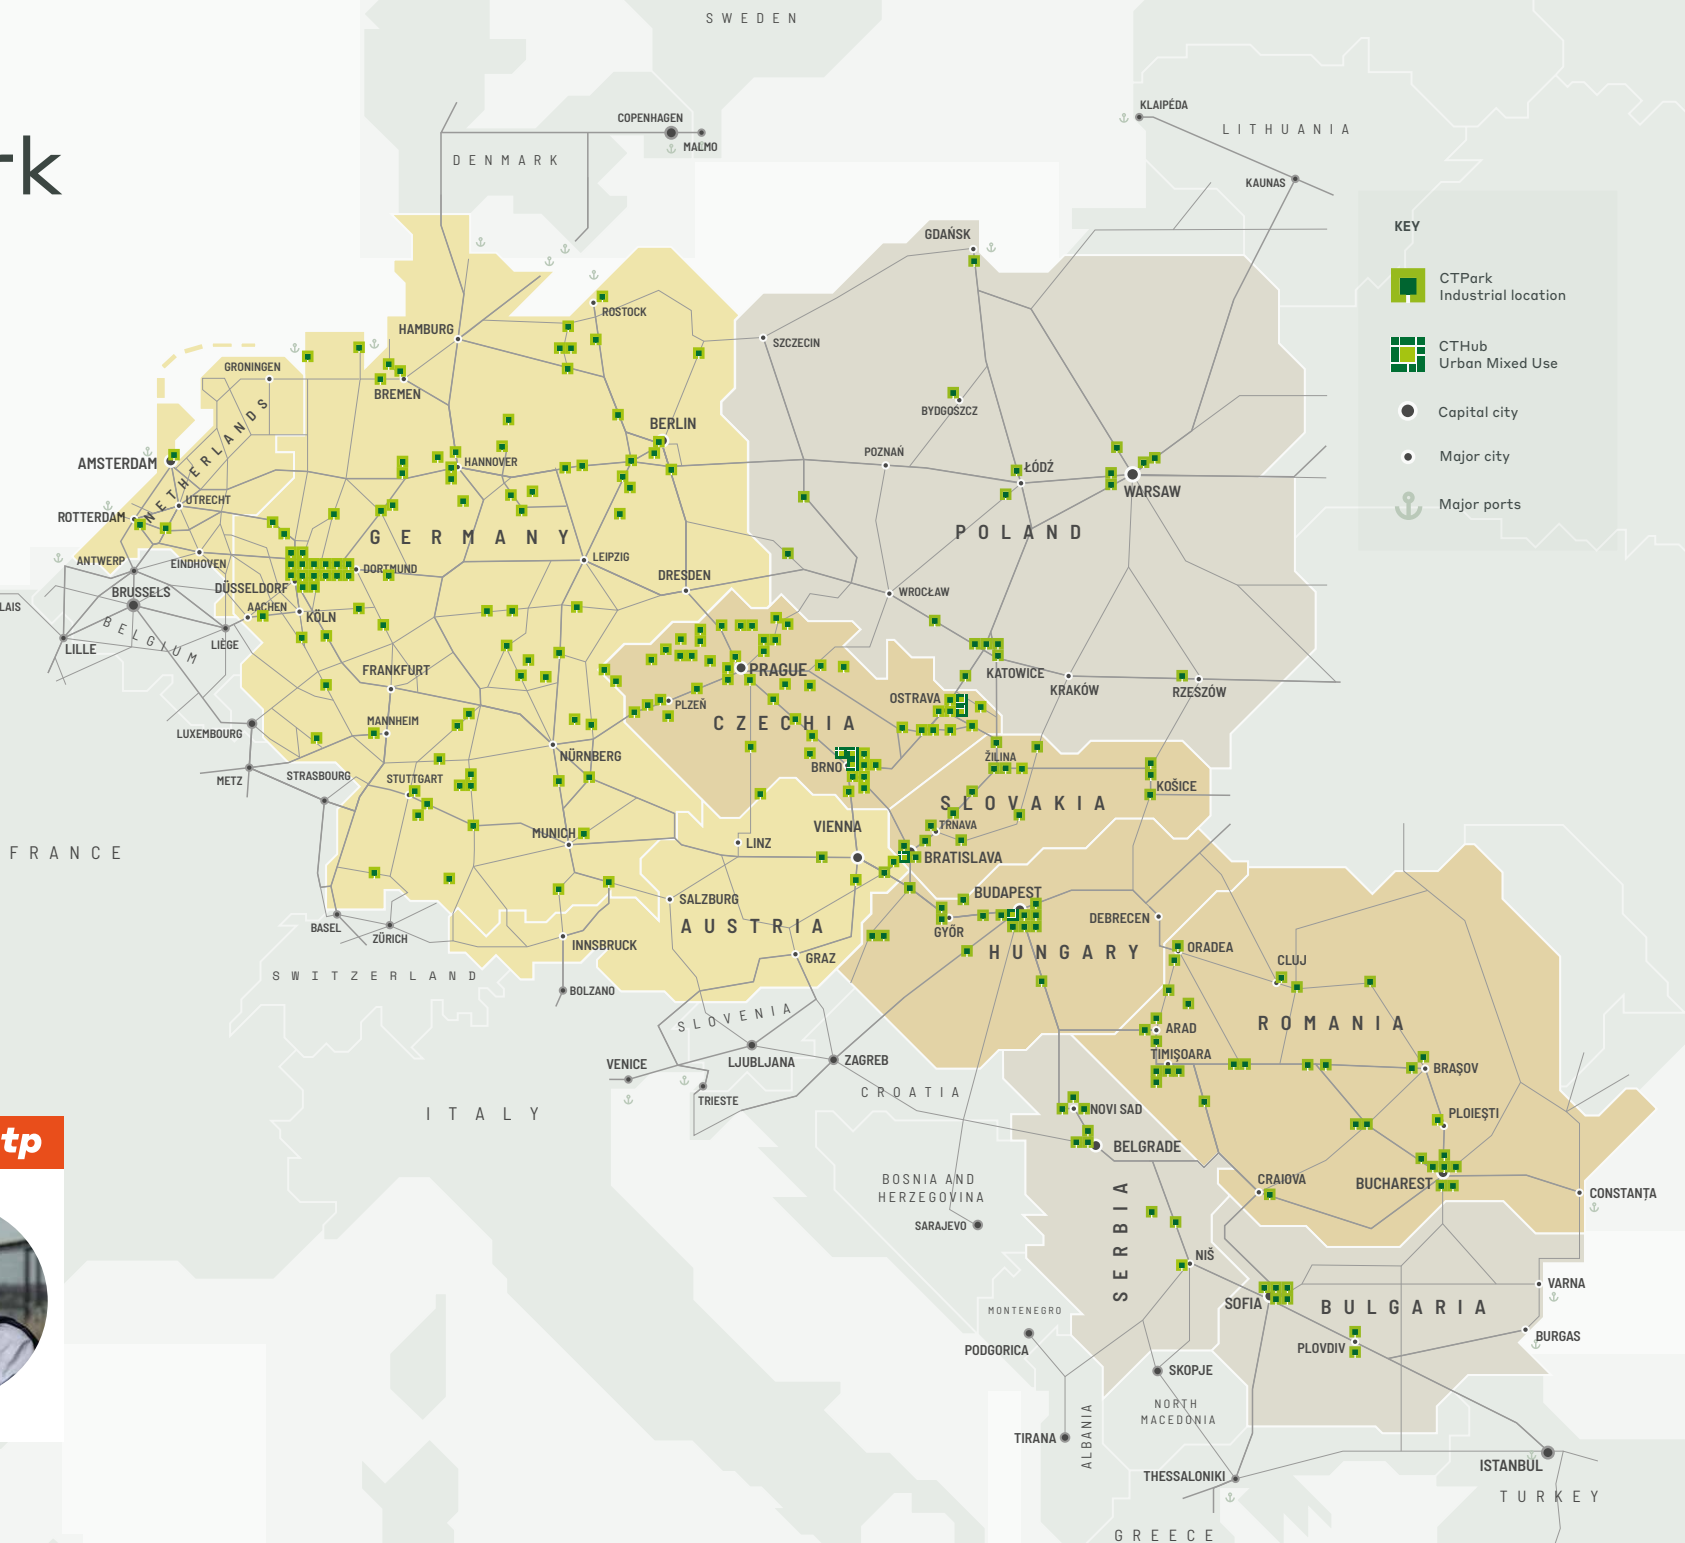 SWEDEN
KLAIPÉDA
COPENHAGEN
LITHUANIA
MALMO
DENMARK
rk
KAUNAS
KEY
GDAŃSK
CTPark
Industrial location
ROSTOCK
HAMBURG
SZCZECIN
CTHub
Urban Mixed Use
GRONINGEN
BREMEN
BYDGOSZCZ
Capital city
NETHERLANDS
BERLIN
POZNAŃ
Major city
AMSTERDAM
HANNOVER
ŁÓDŹ
WARSAW
UTRECHT
Major ports
ROTTERDAM
GERMANY
POLAND
ANTWERP
EINDHOVEN
LEIPZIG
DORTMUND
DRESDEN
BRUSSELS
DÜSSELDORF
WROCŁAW
LAIS
AACHEN
KÖLN
BELGIUM
LILLE
LIÈGE
FRANKFURT
PRAGUE
KATOWICE
KRAKÓW
RZESZÓW
OSTRAVA
PLZEŇ
LUXEMBOURG
MANNHEIM
CZECHIA
NÜRNBERG
ŽILINA
METZ
STRASBOURG
STUTTGART
BRNO
KOŠICE
SLOVAKIA
VIENNA
TRNAVA
MUNICH
LINZ
FRANCE
BRATISLAVA
SALZBURG
BUDAPEST
DEBRECEN
BASEL
ZÜRICH
AUSTRIA
GYŐR
INNSBRUCK
HUNGARY
ORADEA
GRAZ
CLUJ
SWITZERLAND
BOLZANO
SLOVENIA
ROMANIA
ARAD
VENICE
LJUBLJANA
ZAGREB
TIMIŞOARA
BRAŞOV
TRIESTE
CROATIA
NOVI SAD
ITALY
PLOIEŞTI
tp
BELGRADE
BOSNIA AND
HERZEGOVINA
CRAIOVA
BUCHAREST
CONSTANȚA
SARAJEVO
SERBIA
NIŠ
VARNA
SOFIA
BULGARIA
MONTENEGRO
PODGORICA
PLOVDIV
BURGAS
SKOPJE
NORTH
MACEDONIA
TIRANA
ALBANIA
THESSALONIKI
ISTANBUL
TURKEY
GREECE